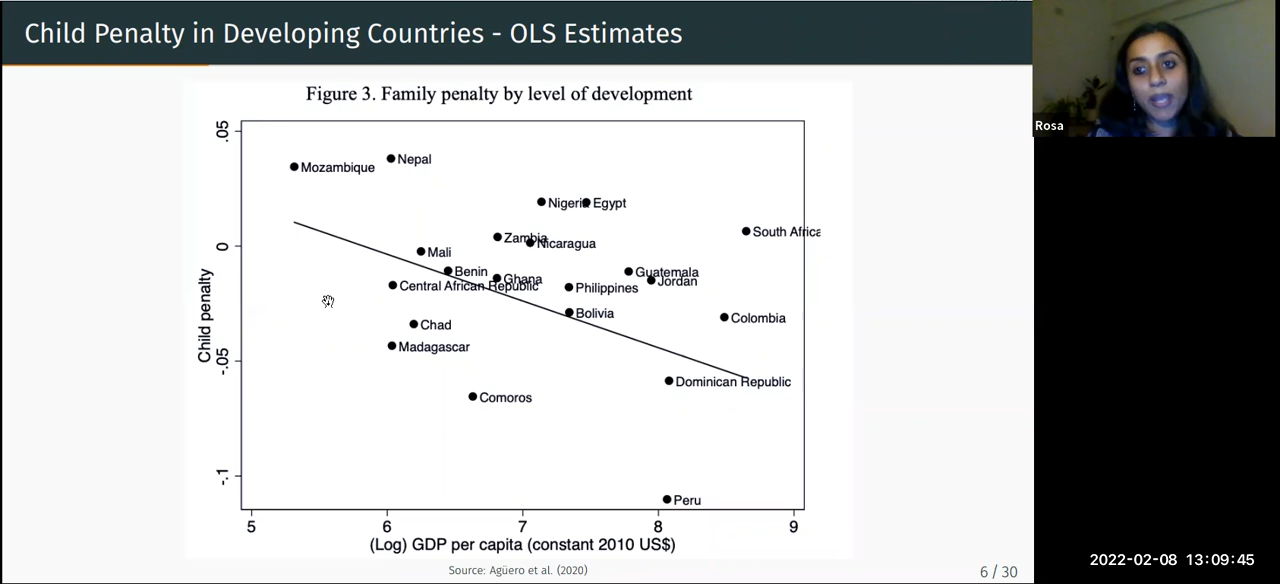 Child Penalty in Developing Countries - OLS Estimates
Rosa
Figure 3. Family penalty by level of development
.05
0
-.05
-.1
Child penalty
Mozambique
Nepal
Nigeria
Egypt
South Africa
Zambia
Nicaragua
Mali
Benin
Ghana
Guatemala
Jordan
Central African Republic
Philippines
Bolivia
Colombia
Chad
Madagascar
Dominican Republic
Comoros
Peru
5 6 7 8 9
(Log) GDP per capita (constant 2010 US$)
Source: Agüero et al. (2020)
6 / 30
2022-02-08 13:09:45